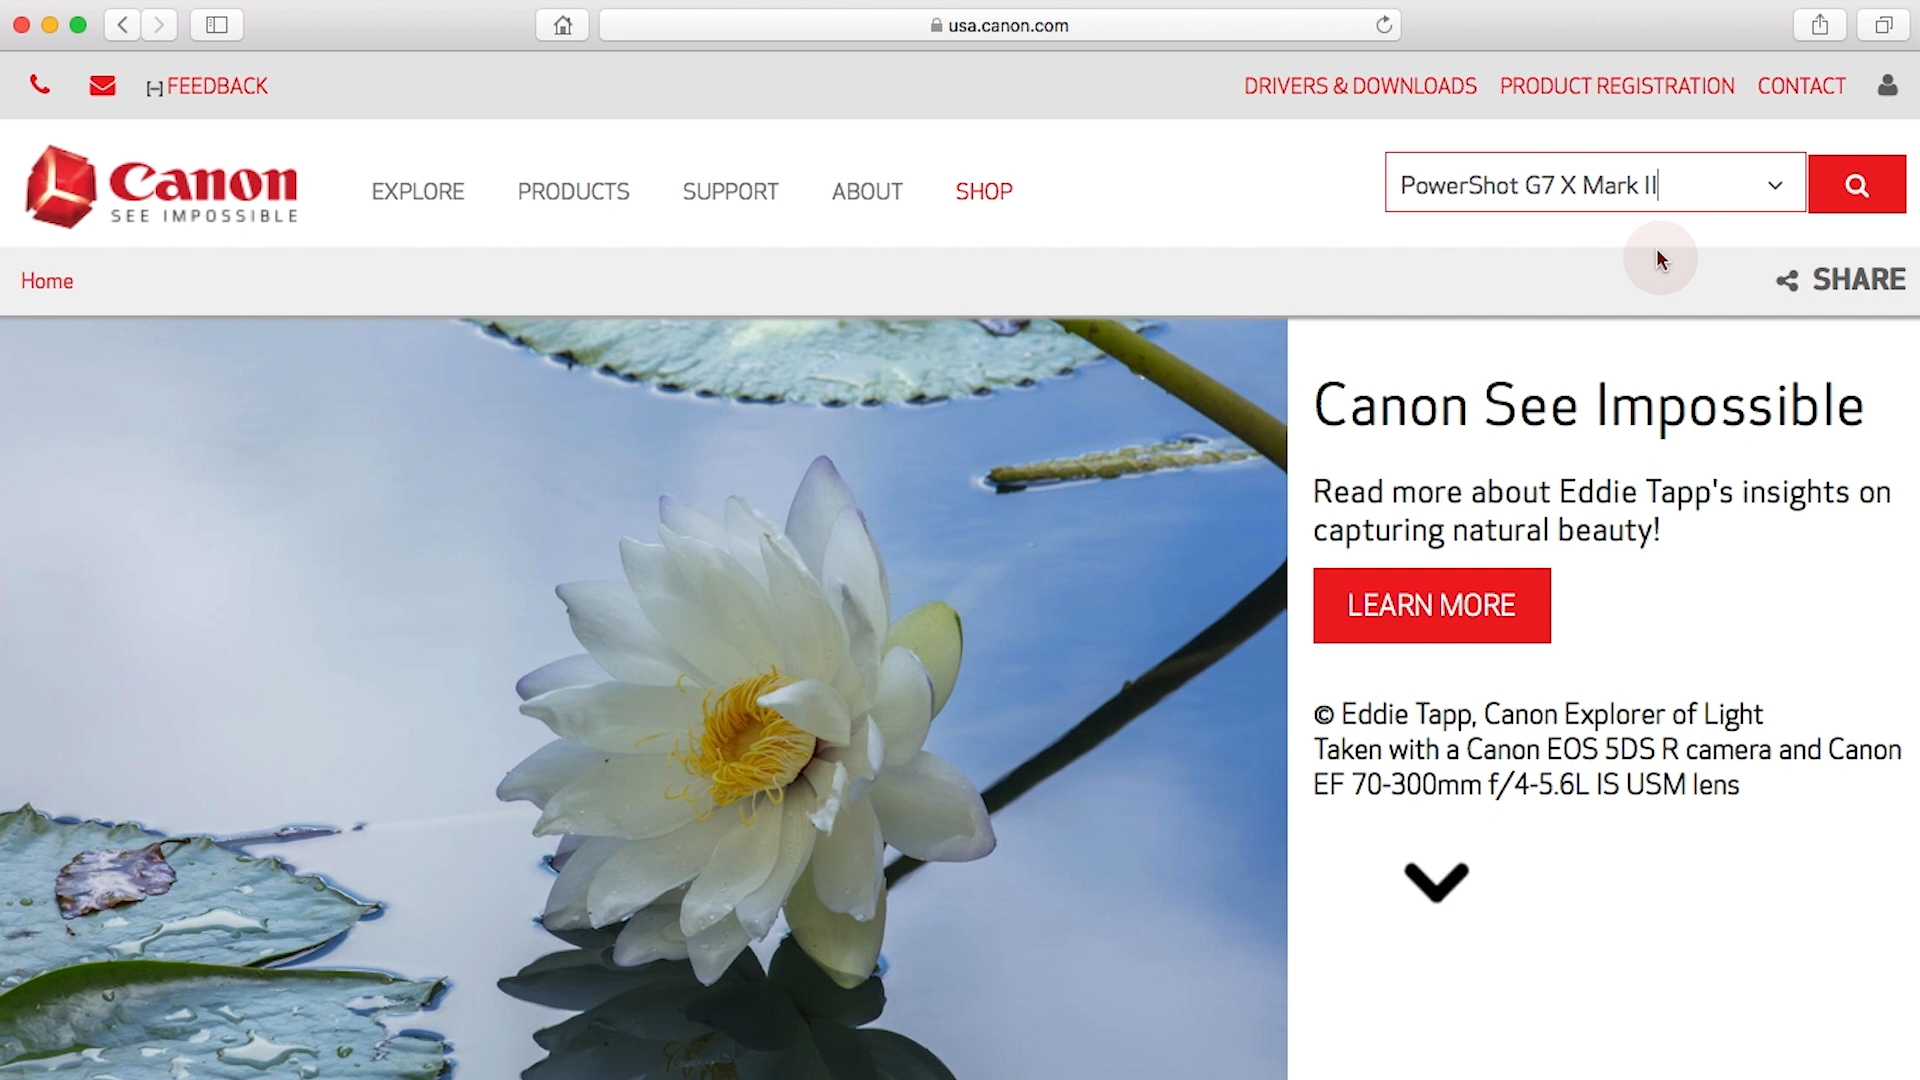 usa.canon.com
[-] FEEDBACK
DRIVERS & DOWNLOADS PRODUCT REGISTRATION CONTACT
Canon
SEE IMPOSSIBLE
EXPLORE PRODUCTS SUPPORT ABOUT SHOP
PowerShot G7 X Mark II
Home
SHARE
Canon See Impossible
Read more about Eddie Tapp's insights on
capturing natural beauty!
LEARN MORE
© Eddie Tapp, Canon Explorer of Light
Taken with a Canon EOS 5DS R camera and Canon
EF 70-300mm f/4-5.6L IS USM lens